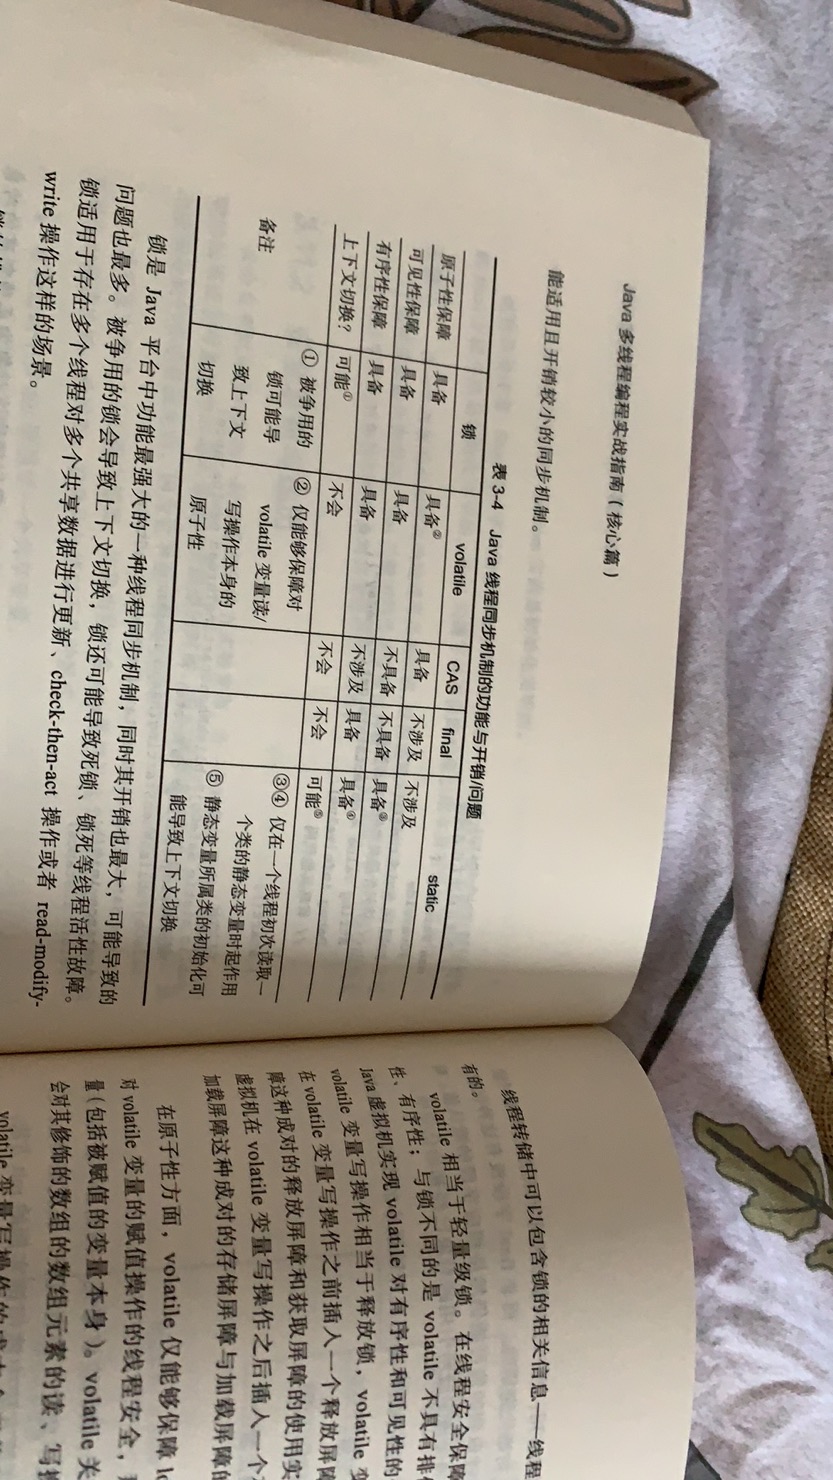 Java 多线程编程实战指南（核心篇）
能适用且开销较小的同步机制。
表 3-4 Java 线程同步机制的功能与开销/问题
锁 volatile CAS final static
原子性保障 具备 具备② 具备 不涉及 不涉及
可见性保障 具备 具备 不具备 不具备 具备③
有序性保障 具备 具备 不涉及 具备 具备④
上下文切换？ 可能① 不会 不会 不会 可能⑤
备注
① 被争用的
锁可能导
致上下文
切换
② 仅能够保障对
volatile 变量读/
写操作本身的
原子性
③④ 仅在一个线程初次读取一
个类的静态变量时起作用
⑤ 静态变量所属类的初始化可
能导致上下文切换
锁是 Java 平台中功能最强大的一种线程同步机制，同时其开销也最大，可能导致的
问题也最多。被争用的锁会导致上下文切换，锁还可能导致死锁、锁死等线程活性故障。
锁适用于存在多个线程对多个共享数据进行更新、check-then-act 操作或者 read-modify-
write 操作这样的场景。
线程转储中可以包含锁的相关信息——线程
有的。
volatile 相当于轻量级锁。在线程安全保障
性、有序性；与锁不同的是 volatile 不具有排
Java 虚拟机实现 volatile 对有序性和可见性的
volatile 变量写操作相当于释放锁，volatile 变
在 volatile 变量写操作之前插入一个释放屏障
障这种成对的释放屏障和获取屏障的使用实
虚拟机在 volatile 变量写操作之后插入一个
加载屏障这种成对的存储屏障与加载屏障的
在原子性方面，volatile 仅能够保障 lo
对 volatile 变量的赋值操作的线程安全，
量（包括被赋值的变量本身）。volatile 关
会对其修饰的数组的数组元素的读、写操
volatile 变量写操作的成本